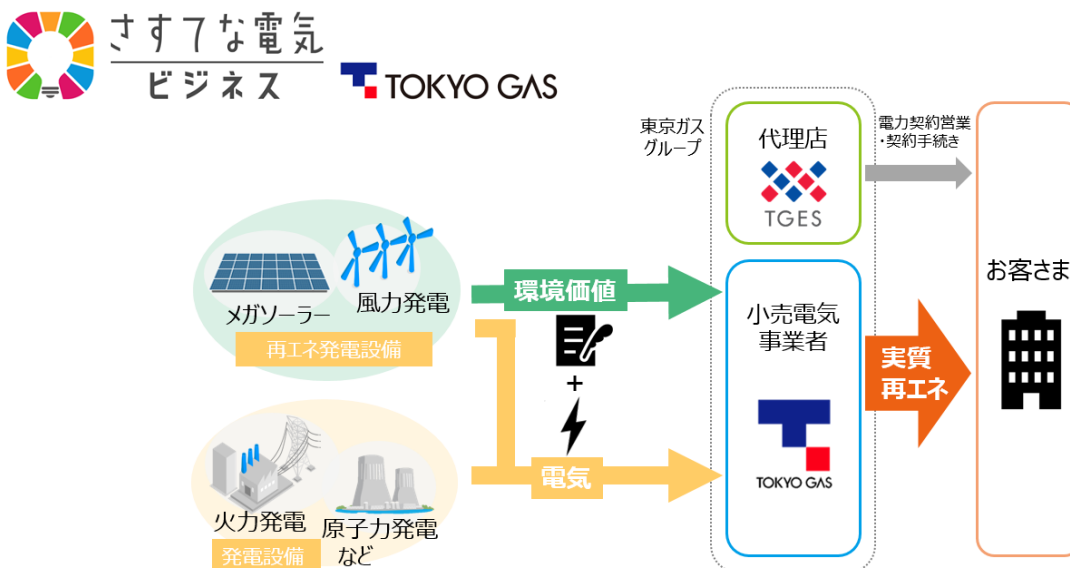 さすてな電気
ビジネス
TOKYO GAS
東京ガス
グループ
代理店
TGES
電力契約営業
・契約手続き
お客さま
メガソーラー
風力発電
再エネ発電設備
環境価値
+
電気
小売電気
事業者
TOKYO GAS
実質
再エネ
火力発電
原子力発電
など
発電設備